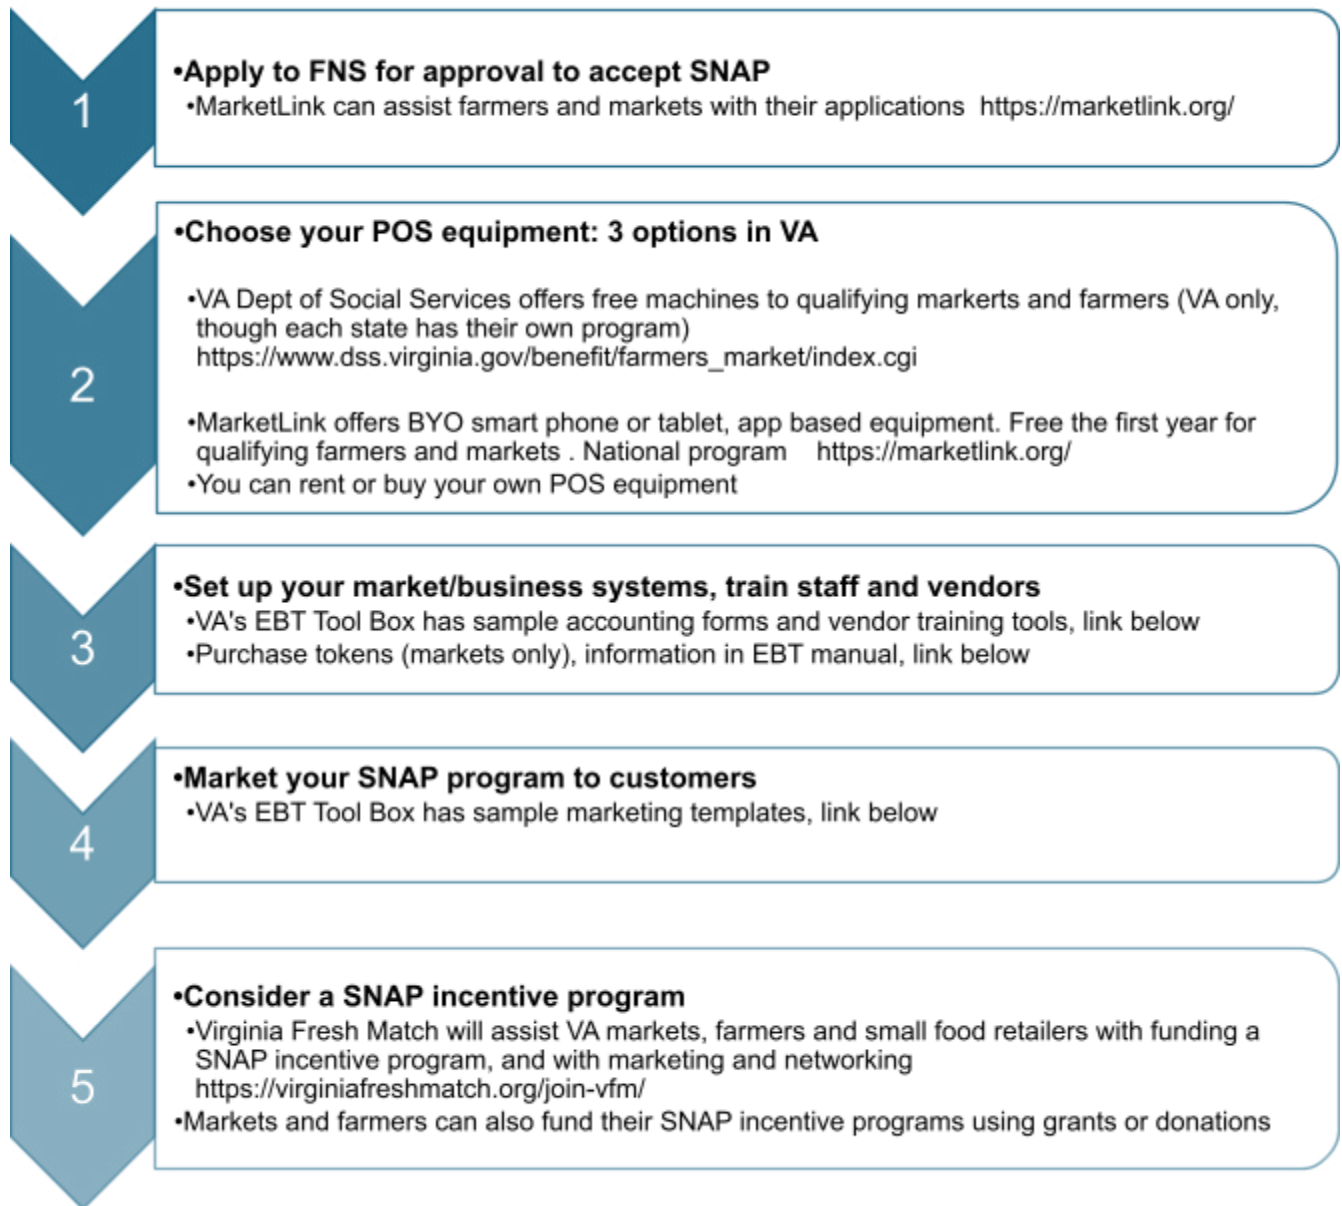 1
•Apply to FNS for approval to accept SNAP
•MarketLink can assist farmers and markets with their applications  https://marketlink.org/
2
•Choose your POS equipment: 3 options in VA
•VA Dept of Social Services offers free machines to qualifying markerts and farmers (VA only,
though each state has their own program)
https://www.dss.virginia.gov/benefit/farmers_market/index.cgi
•MarketLink offers BYO smart phone or tablet, app based equipment. Free the first year for
qualifying farmers and markets . National program    https://marketlink.org/
•You can rent or buy your own POS equipment
3
•Set up your market/business systems, train staff and vendors
•VA's EBT Tool Box has sample accounting forms and vendor training tools, link below
•Purchase tokens (markets only), information in EBT manual, link below
4
•Market your SNAP program to customers
•VA's EBT Tool Box has sample marketing templates, link below
5
•Consider a SNAP incentive program
•Virginia Fresh Match will assist VA markets, farmers and small food retailers with funding a
SNAP incentive program, and with marketing and networking
https://virginiafreshmatch.org/join-vfm/
•Markets and farmers can also fund their SNAP incentive programs using grants or donations